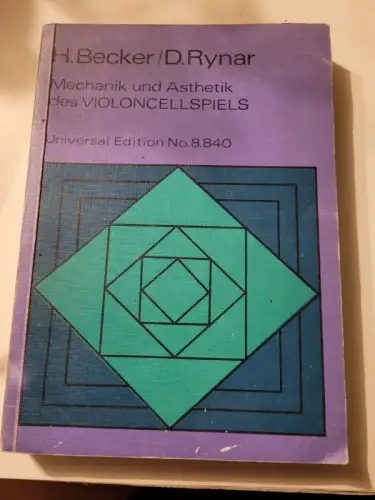 H.Becker/D.Rynar
Mechanik und Ästhetik
des VIOLONCELLSPIELS
Universal Edition No.8.840